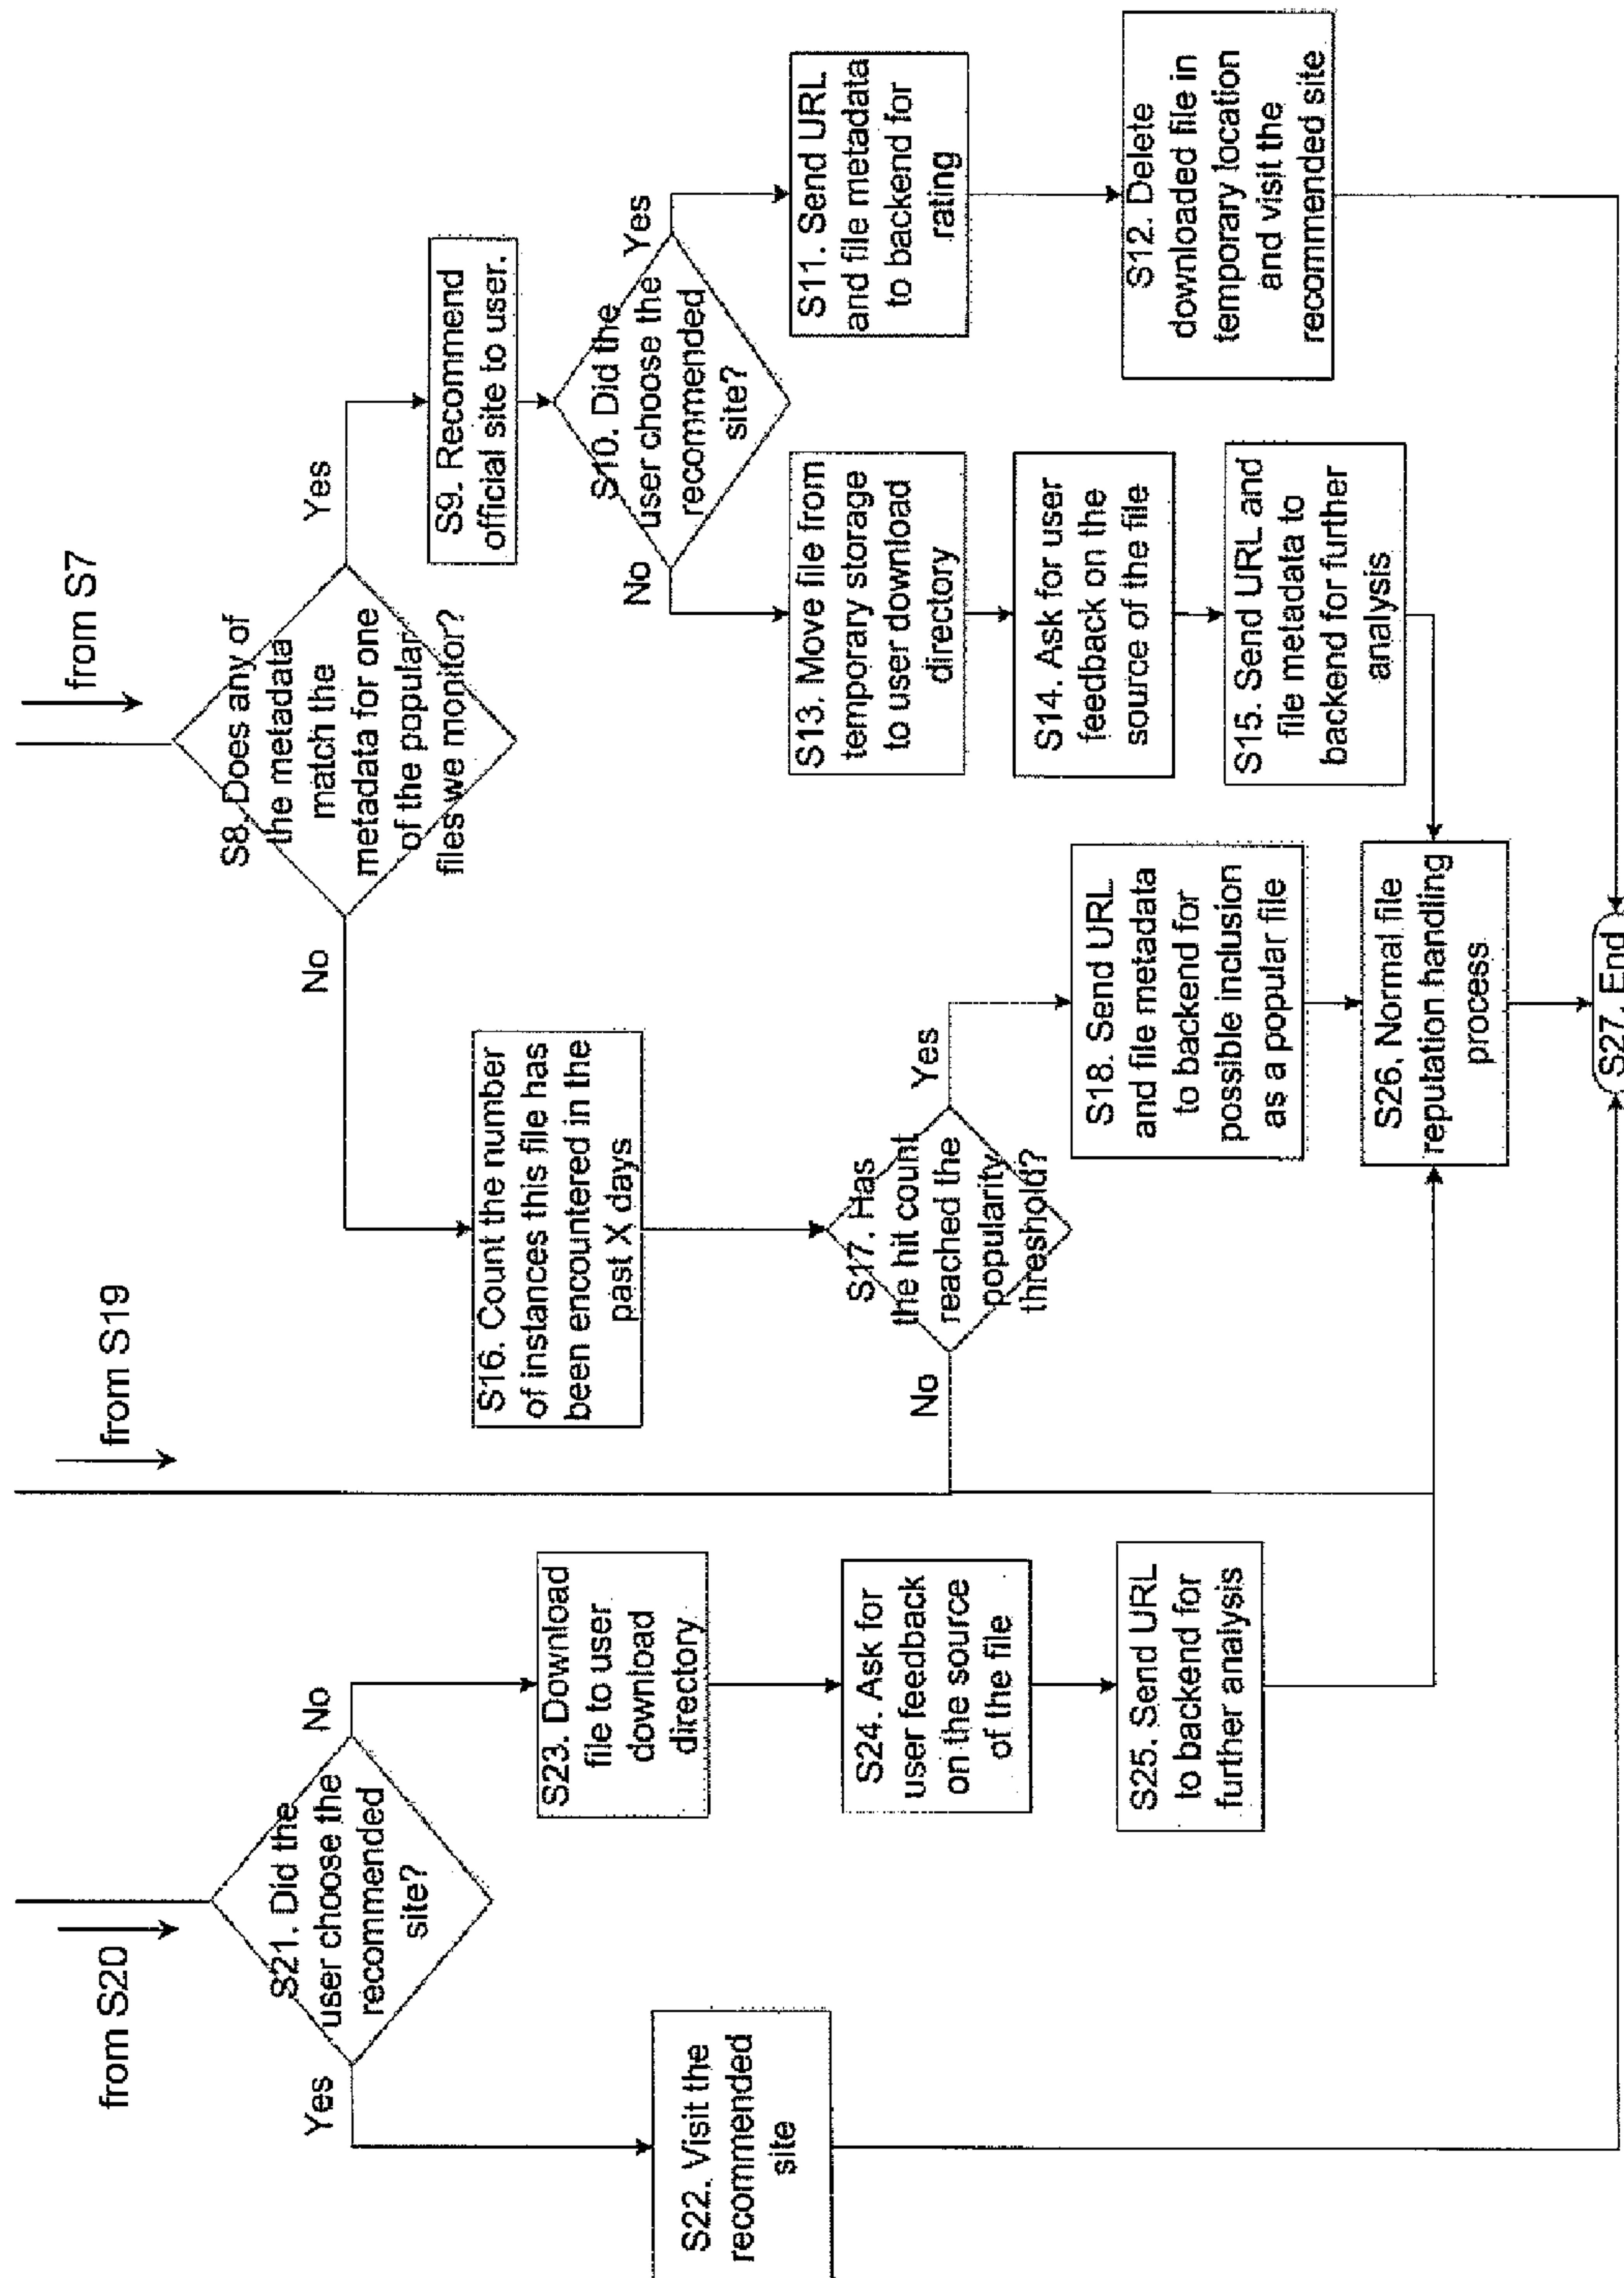 from S20
from S19
from S7
S21. Did the
user choose the
recommended
site?
Yes
No
S22. Visit the
recommended
site
S23. Download
file to user
download
directory
S24. Ask for
user feedback
on the source
of the file
S25. Send URL
to backend for
further analysis
S8. Does any of
the metadata
match the
metadata for one
of the popular
files we monitor?
No
Yes
S16. Count the number
of instances this file has
been encountered in the
past X days
S17. Has
the hit count
reached the
popularity
threshold?
No
Yes
S18. Send URL
and file metadata
to backend for
possible inclusion
as a popular file
S9. Recommend
official site to user.
S10. Did the
user choose the
recommended
site?
No
Yes
S13. Move file from
temporary storage
to user download
directory
S14. Ask for user
feedback on the
source of the file
S15. Send URL and
file metadata to
backend for further
analysis
S11. Send URL
and file metadata
to backend for
rating
S12. Delete
downloaded file in
temporary location
and visit the
recommended site
S26. Normal file
reputation handling
process
S27. End